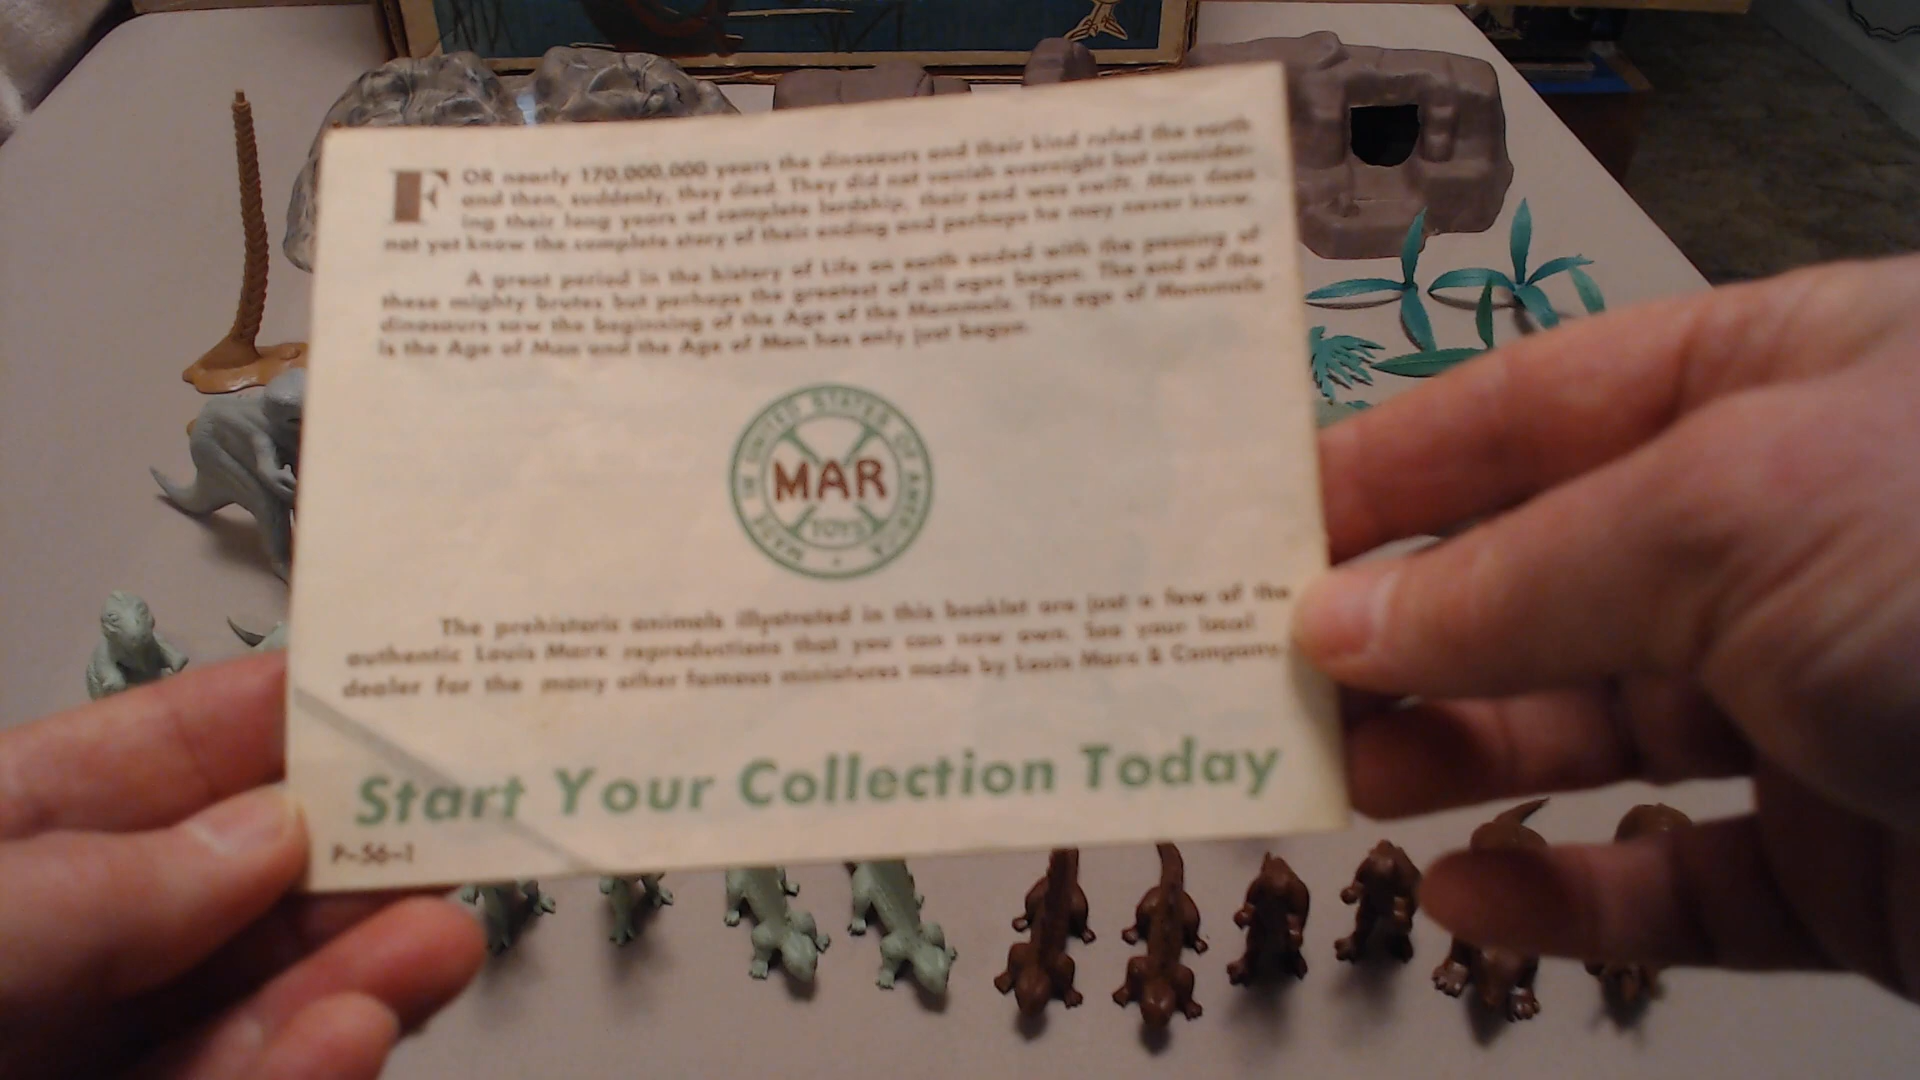 FOR nearly 170,000,000 years the dinosaurs and their kind ruled the earth
and then, suddenly, they died. They did not vanish overnight but consider-
ing their long years of complete lordship, their end was swift. Man does
not yet know the complete story of their ending and perhaps he may never know.
A great period in the history of Life on earth ended with the passing of
these mighty brutes but perhaps the greatest of all ages began. The end of the
dinosaurs saw the beginning of the Age of the Mammals. The age of Mammals
is the Age of Man and the Age of Man has only just begun.
MADE IN UNITED STATES OF AMERICA
MAR
TOYS
The prehistoric animals illustrated in this booklet are just a few of the
authentic Louis Marx reproductions that you can now own. See your local
dealer for the many other famous miniatures made by Louis Marx & Company.
Start Your Collection Today
P-56-1